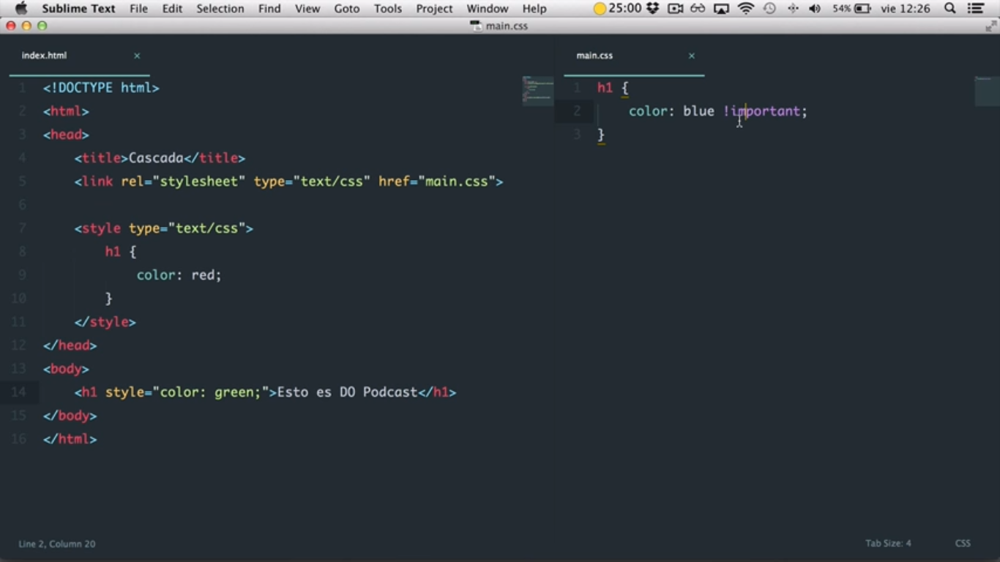 Sublime Text File Edit Selection Find View Goto Tools Project Window Help 25:00 54% vie 12:26
main.css
index.html ×
1 <!DOCTYPE html>
2 <html>
3 <head>
4 <title>Cascada</title>
5 <link rel="stylesheet" type="text/css" href="main.css">
6
7 <style type="text/css">
8 h1 {
9 color: red;
10 }
11 </style>
12 </head>
13 <body>
14 <h1 style="color: green;">Esto es DO Podcast</h1>
15 </body>
16 </html>
main.css ×
1 h1 {
2 color: blue !important;
3 }
Line 2, Column 20 Tab Size: 4 CSS